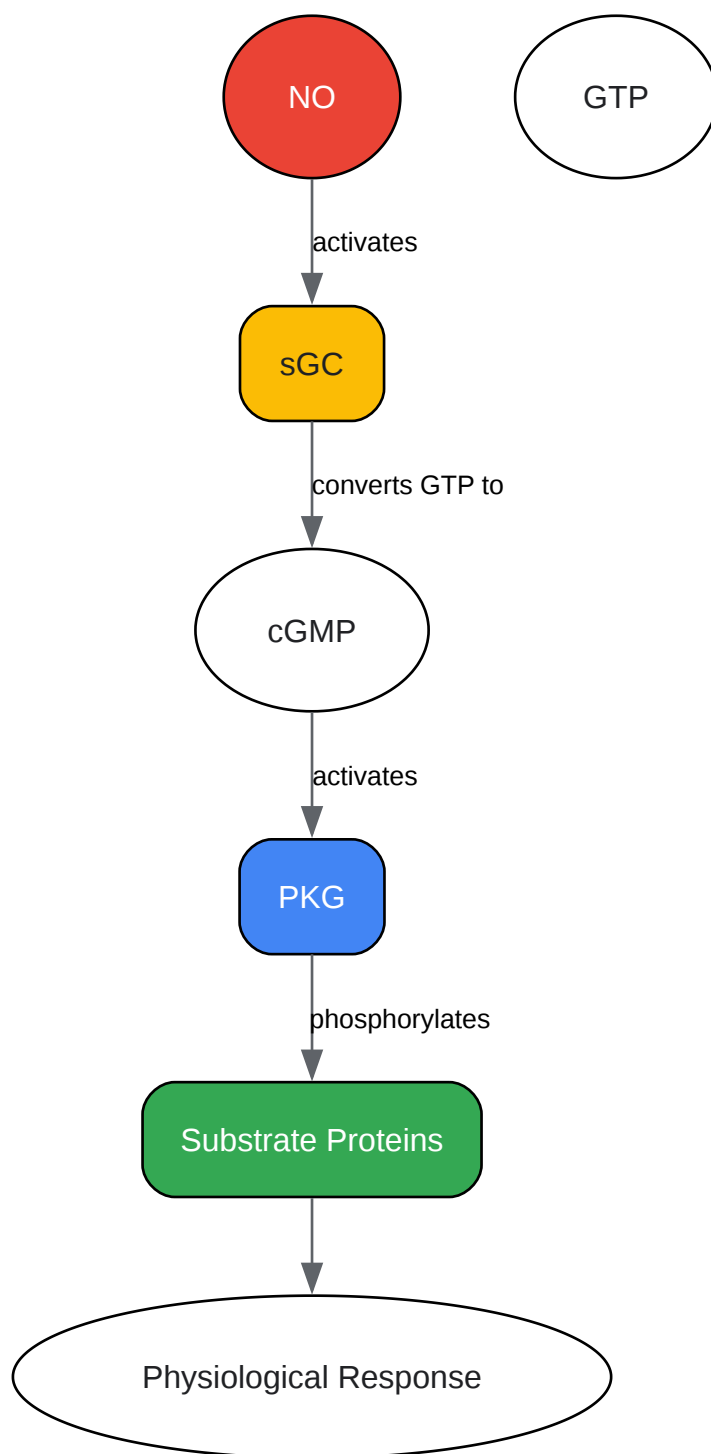 NO
GTP
activates
sGC
converts GTP to
cGMP
activates
PKG
phosphorylates
Substrate Proteins
Physiological Response